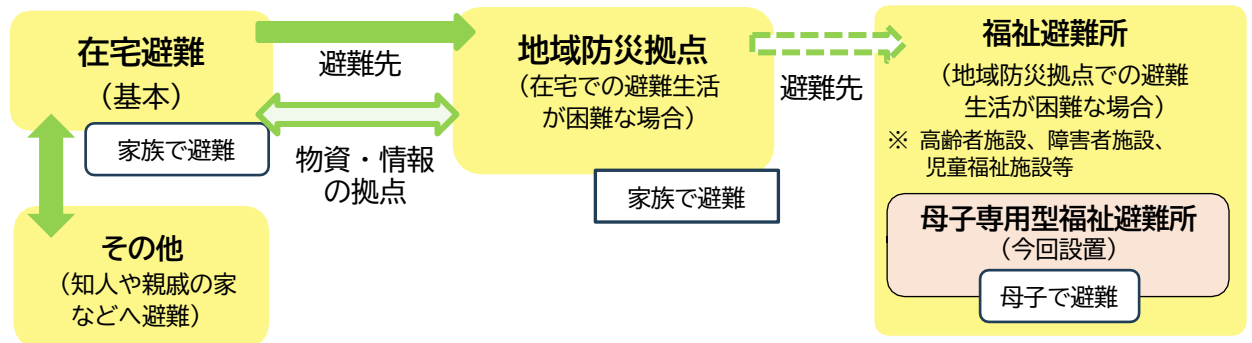 在宅避難
（基本）
家族で避難
避難先
物資・情報
の拠点
その他
（知人や親戚の家
などへ避難）
地域防災拠点
（在宅での避難生活
が困難な場合）
家族で避難
避難先
福祉避難所
（地域防災拠点での避難
生活が困難な場合）
※ 高齢者施設、障害者施設、
児童福祉施設等
母子専用型福祉避難所
（今回設置）
母子で避難